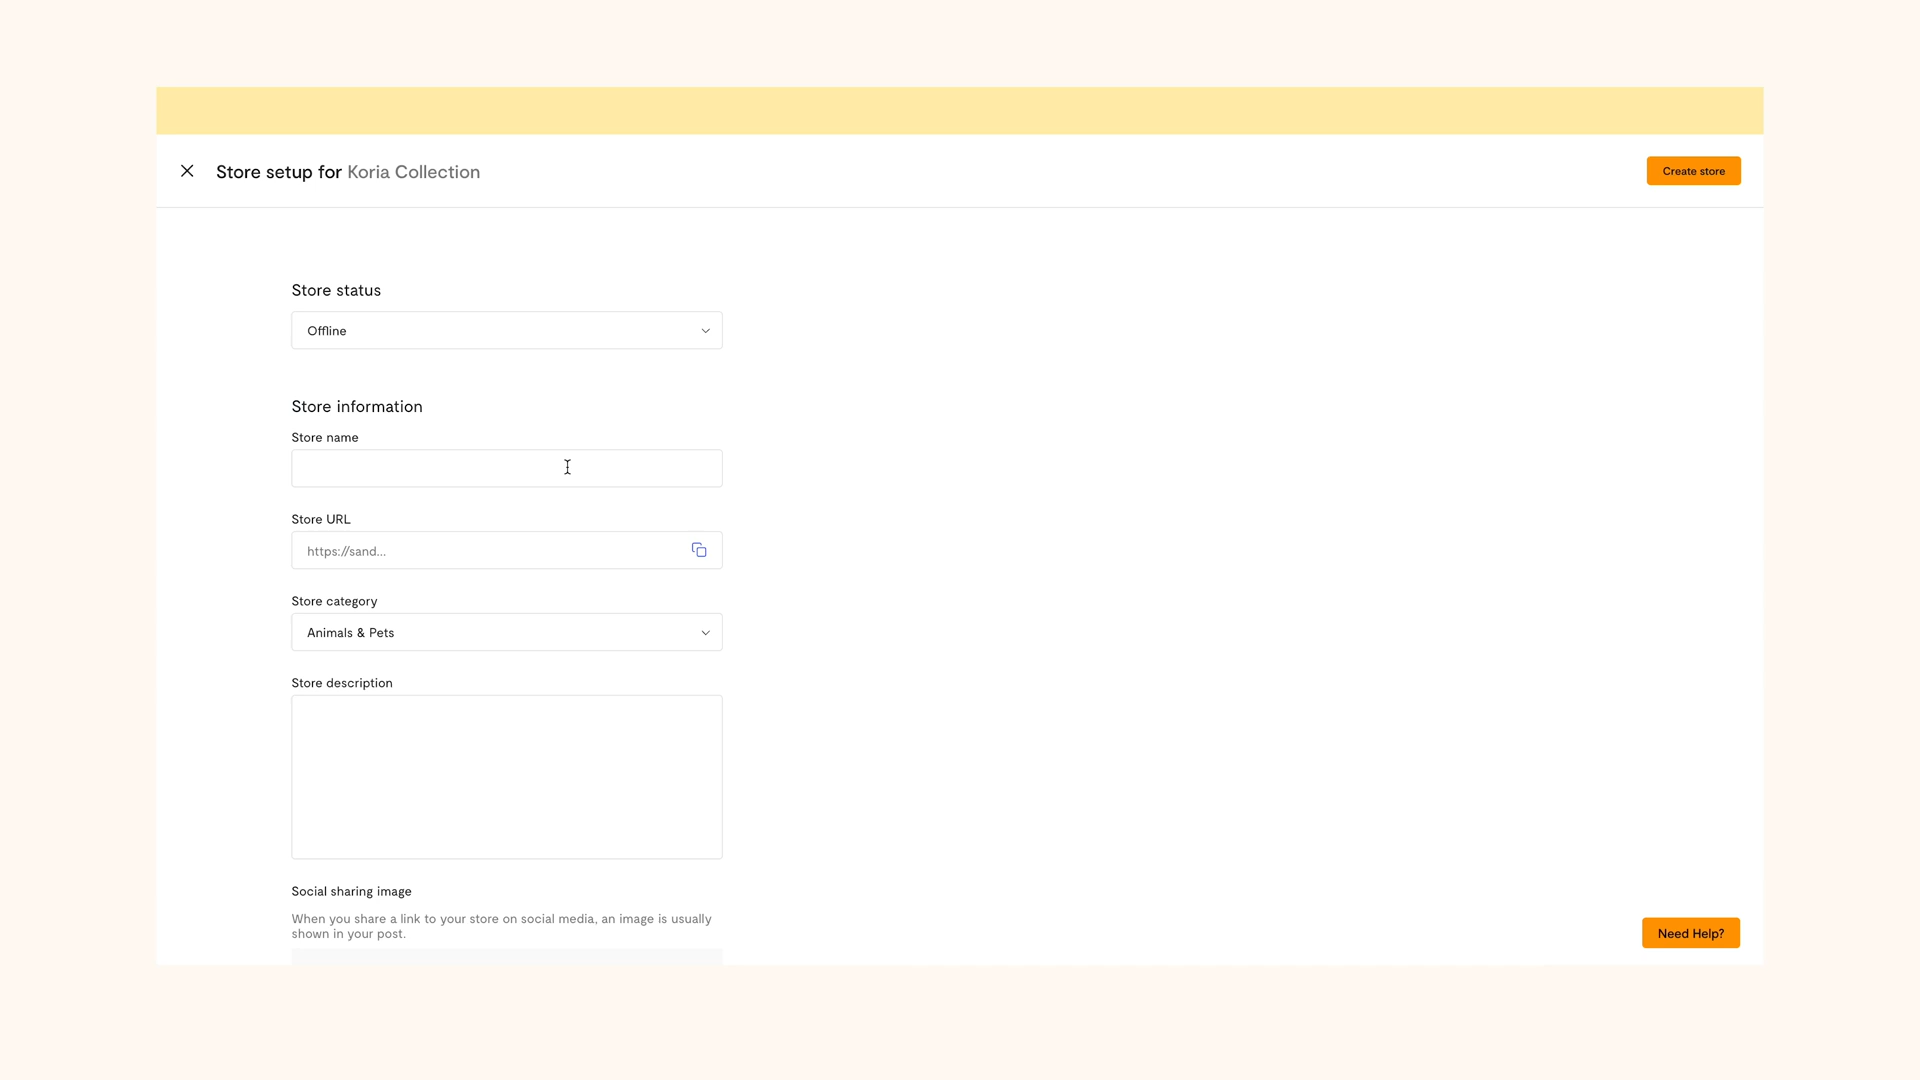 Store setup for Koria Collection
Create store
Store status
Offline
Store information
Store name
Store URL
https://sand...
Store category
Animals & Pets
Store description
Social sharing image
When you share a link to your store on social media, an image is usually
shown in your post.
Need Help?